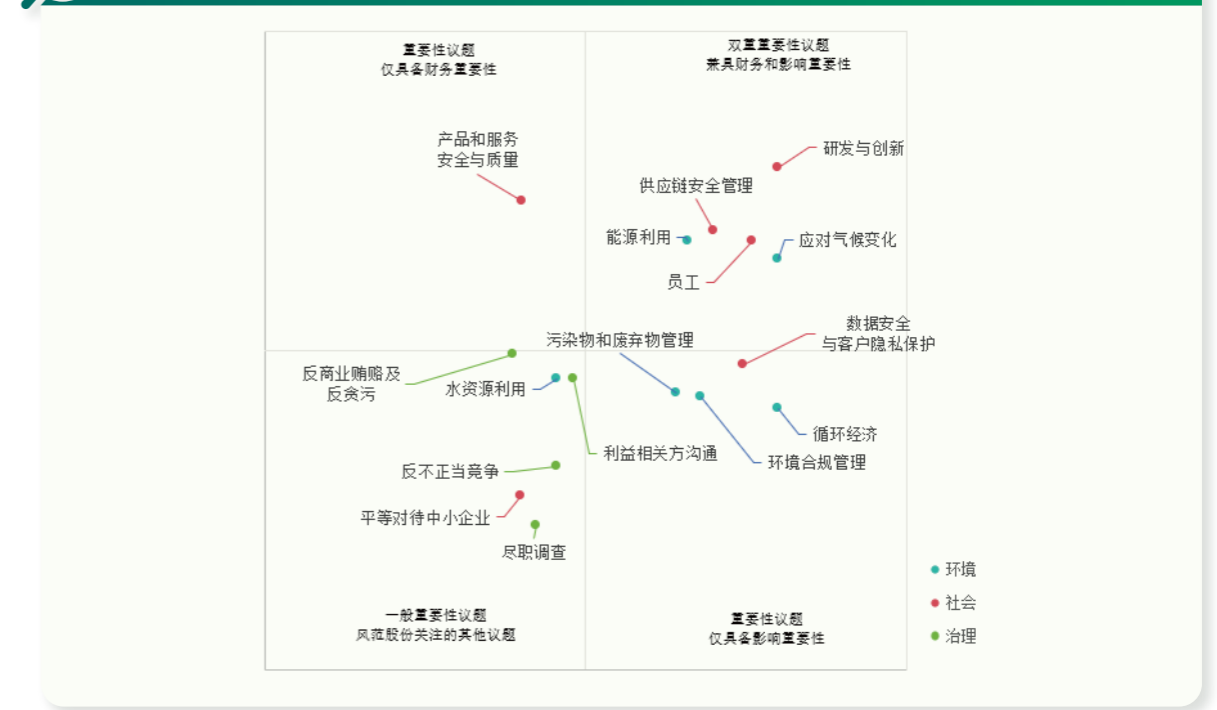 重要性议题
仅具备财务重要性
双重重要性议题
兼具财务和影响重要性
产品和服务
安全与质量
研发与创新
供应链安全管理
能源利用
应对气候变化
员工
数据安全
与客户隐私保护
污染物和废弃物管理
反商业贿赂及
反贪污
水资源利用
循环经济
利益相关方沟通
环境合规管理
反不正当竞争
平等对待中小企业
尽职调查
环境
社会
治理
一般重要性议题
风范股份关注的其他议题
重要性议题
仅具备影响重要性